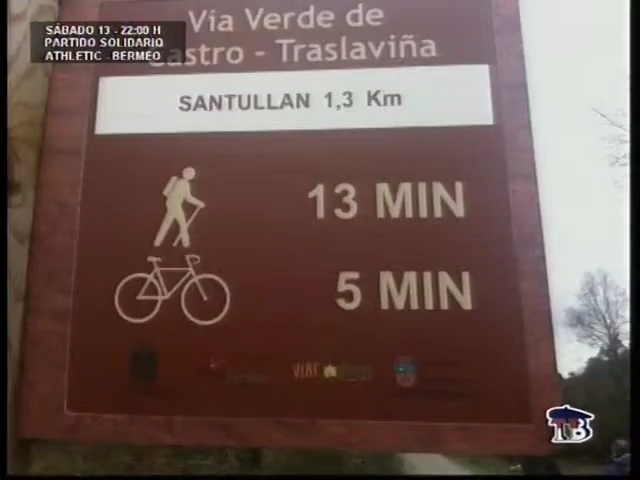 SÁBADO 13 - 22:00 H
PARTIDO SOLIDARIO
ATHLETIC - BERMEO
Vía Verde de
Castro - Traslaviña
SANTULLAN 1,3 Km
13 MIN
5 MIN
TB